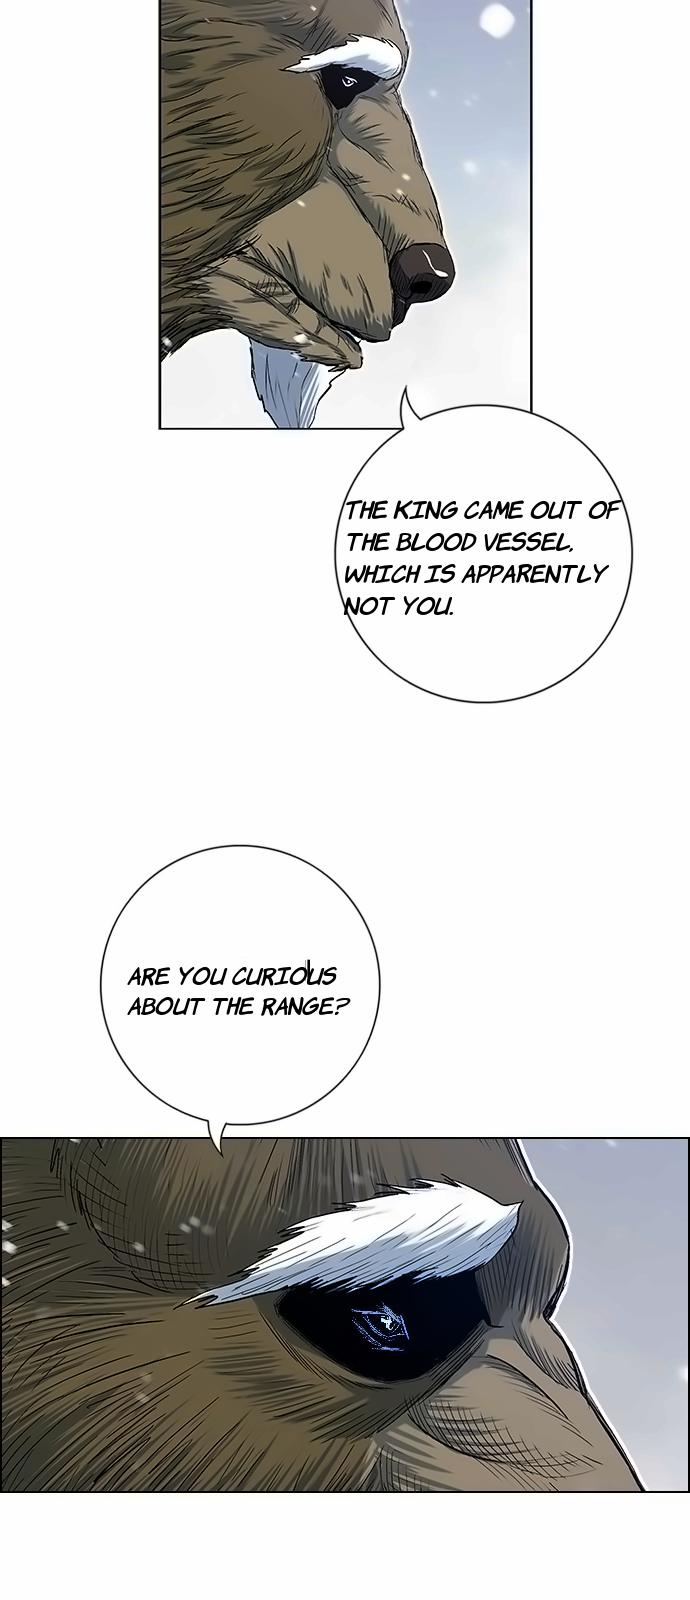 THE KING CAME OUT OF
THE BLOOD VESSEL,
WHICH IS APPARENTLY
NOT YOU.
ARE YOU CURIOUS
ABOUT THE RANGE?